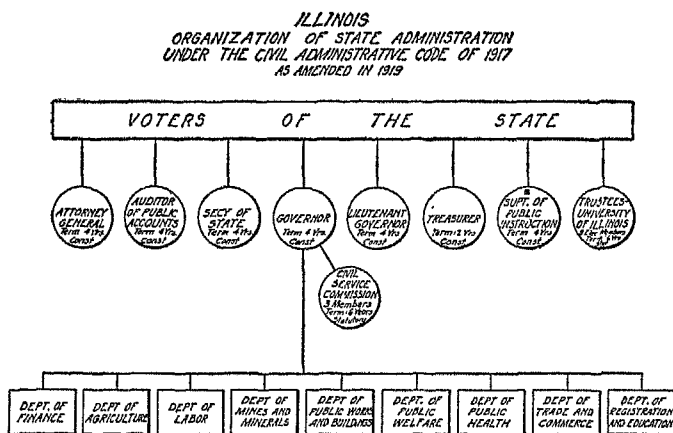 ILLINOIS
ORGANIZATION OF STATE ADMINISTRATION
UNDER THE CIVIL ADMINISTRATIVE CODE OF 1917
AS AMENDED IN 1919
VOTERS OF THE STATE
ATTORNEY
GENERAL
Term 4 Yrs.
Const
AUDITOR
OF PUBLIC
ACCOUNTS
Term 4 Yrs.
Const
SECY OF
STATE
Term 4 Yrs.
Const
GOVERNOR
Term 4 Yrs.
Const
LIEUTENANT
GOVERNOR
Term 4 Yrs.
Const
TREASURER
Term 2 Yrs
Const
SUPT. OF
PUBLIC
INSTRUCTION
Term 4 Yrs
Const
TRUSTEES-
UNIVERSITY
OF ILLINOIS
9 Members
Term 6 Yrs
CIVIL
SERVICE
COMMISSION
3 Members
Term 6 Years
Statutory
DEPT. OF
FINANCE
DEPT OF
AGRICULTURE
DEPT OF
LABOR
DEPT OF
MINES AND
MINERALS
DEPT OF
PUBLIC WORKS
AND BUILDINGS
DEPT. OF
PUBLIC
WELFARE
DEPT OF
PUBLIC
HEALTH
DEPT OF
TRADE AND
COMMERCE
DEPT. OF
REGISTRATION
AND EDUCATION